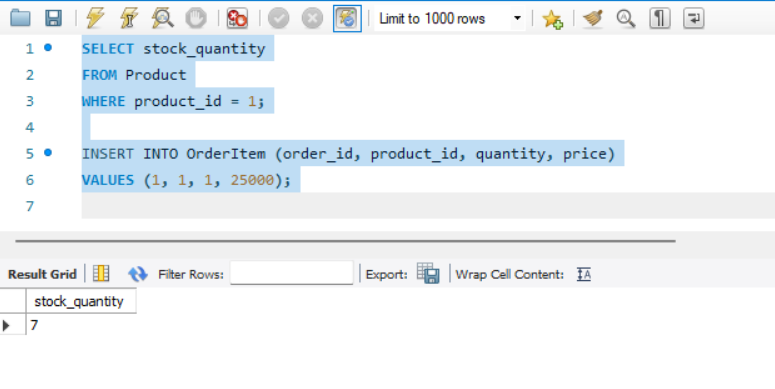 Limit to 1000 rows
1 SELECT stock_quantity
2 FROM Product
3 WHERE product_id = 1;
4
5 INSERT INTO OrderItem (order_id, product_id, quantity, price)
6 VALUES (1, 1, 1, 25000);
7
Result Grid Filter Rows: Export: Wrap Cell Content: IA
stock_quantity
7